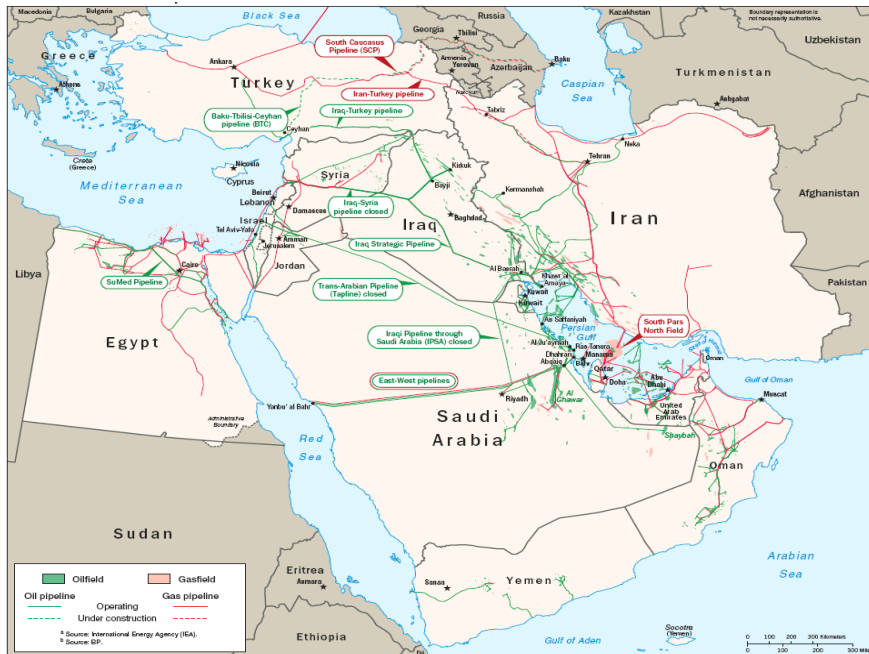 Macedonia
Bulgaria
Black Sea
Russia
Georgia
Tbilisi
Kazakhstan
Boundary representation is
not necessarily authoritative.
Uzbekistan
Greece
Athens
Ankara
Turkey
South Caucasus
Pipeline (SCP)
Armenia
Yerevan
Azerbaijan
Baku
Caspian
Sea
Turkmenistan
Ashgabat
Iran-Turkey pipeline
Tabriz
Baku-Tbilisi-Ceyhan
pipeline (BTC)
Iraq-Turkey pipeline
Ceyhan
Neka
Tehran
Crete
(Greece)
Nicosia
Cyprus
Mediterranean
Sea
Syria
Kirkuk
Bayji
Kermanshah
Beirut
Lebanon
Damascus
Iraq-Syria
pipeline closed
Baghdad
Iraq
Iran
Afghanistan
Israel
Tel Aviv-Yafo
Jerusalem
Amman
Jordan
Iraq Strategic Pipeline
Libya
Cairo
SuMed Pipeline
Trans-Arabian Pipeline
(Tapline) closed
Al Basrah
Khawr al
Amaya
Kuwait
Kuwait
Pakistan
Egypt
As Saffaniyah
Persian
Gulf
South Pars
North Field
Iraqi Pipeline through
Saudi Arabia (IPSA) closed
Al Ju'aymah
Ras Tanura
Dhahran
Manama
Abqaiq
Bahr.
Qatar
Doha
Oman
Abu
Dhabi
Gulf of Oman
East-West pipelines
United
Arab
Emirates
Muscat
Yanbu' al Bahr
Riyadh
Al
Ghawar
Saudi
Arabia
Shaybah
Administrative
Boundary
Red
Sea
Oman
Sudan
Arabian
Sea
Eritrea
Asmara
Sanaa
Yemen
Ethiopia
Gulf of Aden
Socotra
(Yemen)
Oilfield
Gasfield
Oil pipeline
Gas pipeline
Operating
Under construction
a Source: International Energy Agency (IEA).
b Source: BP.
0 100 200 Kilometers
0 100 200 300 Miles